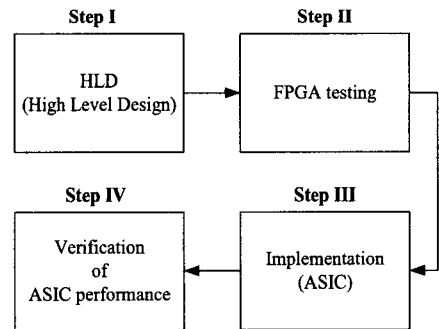 Step I
HLD
(High Level Design)
Step II
FPGA testing
Step III
Implementation
(ASIC)
Step IV
Verification
of
ASIC performance